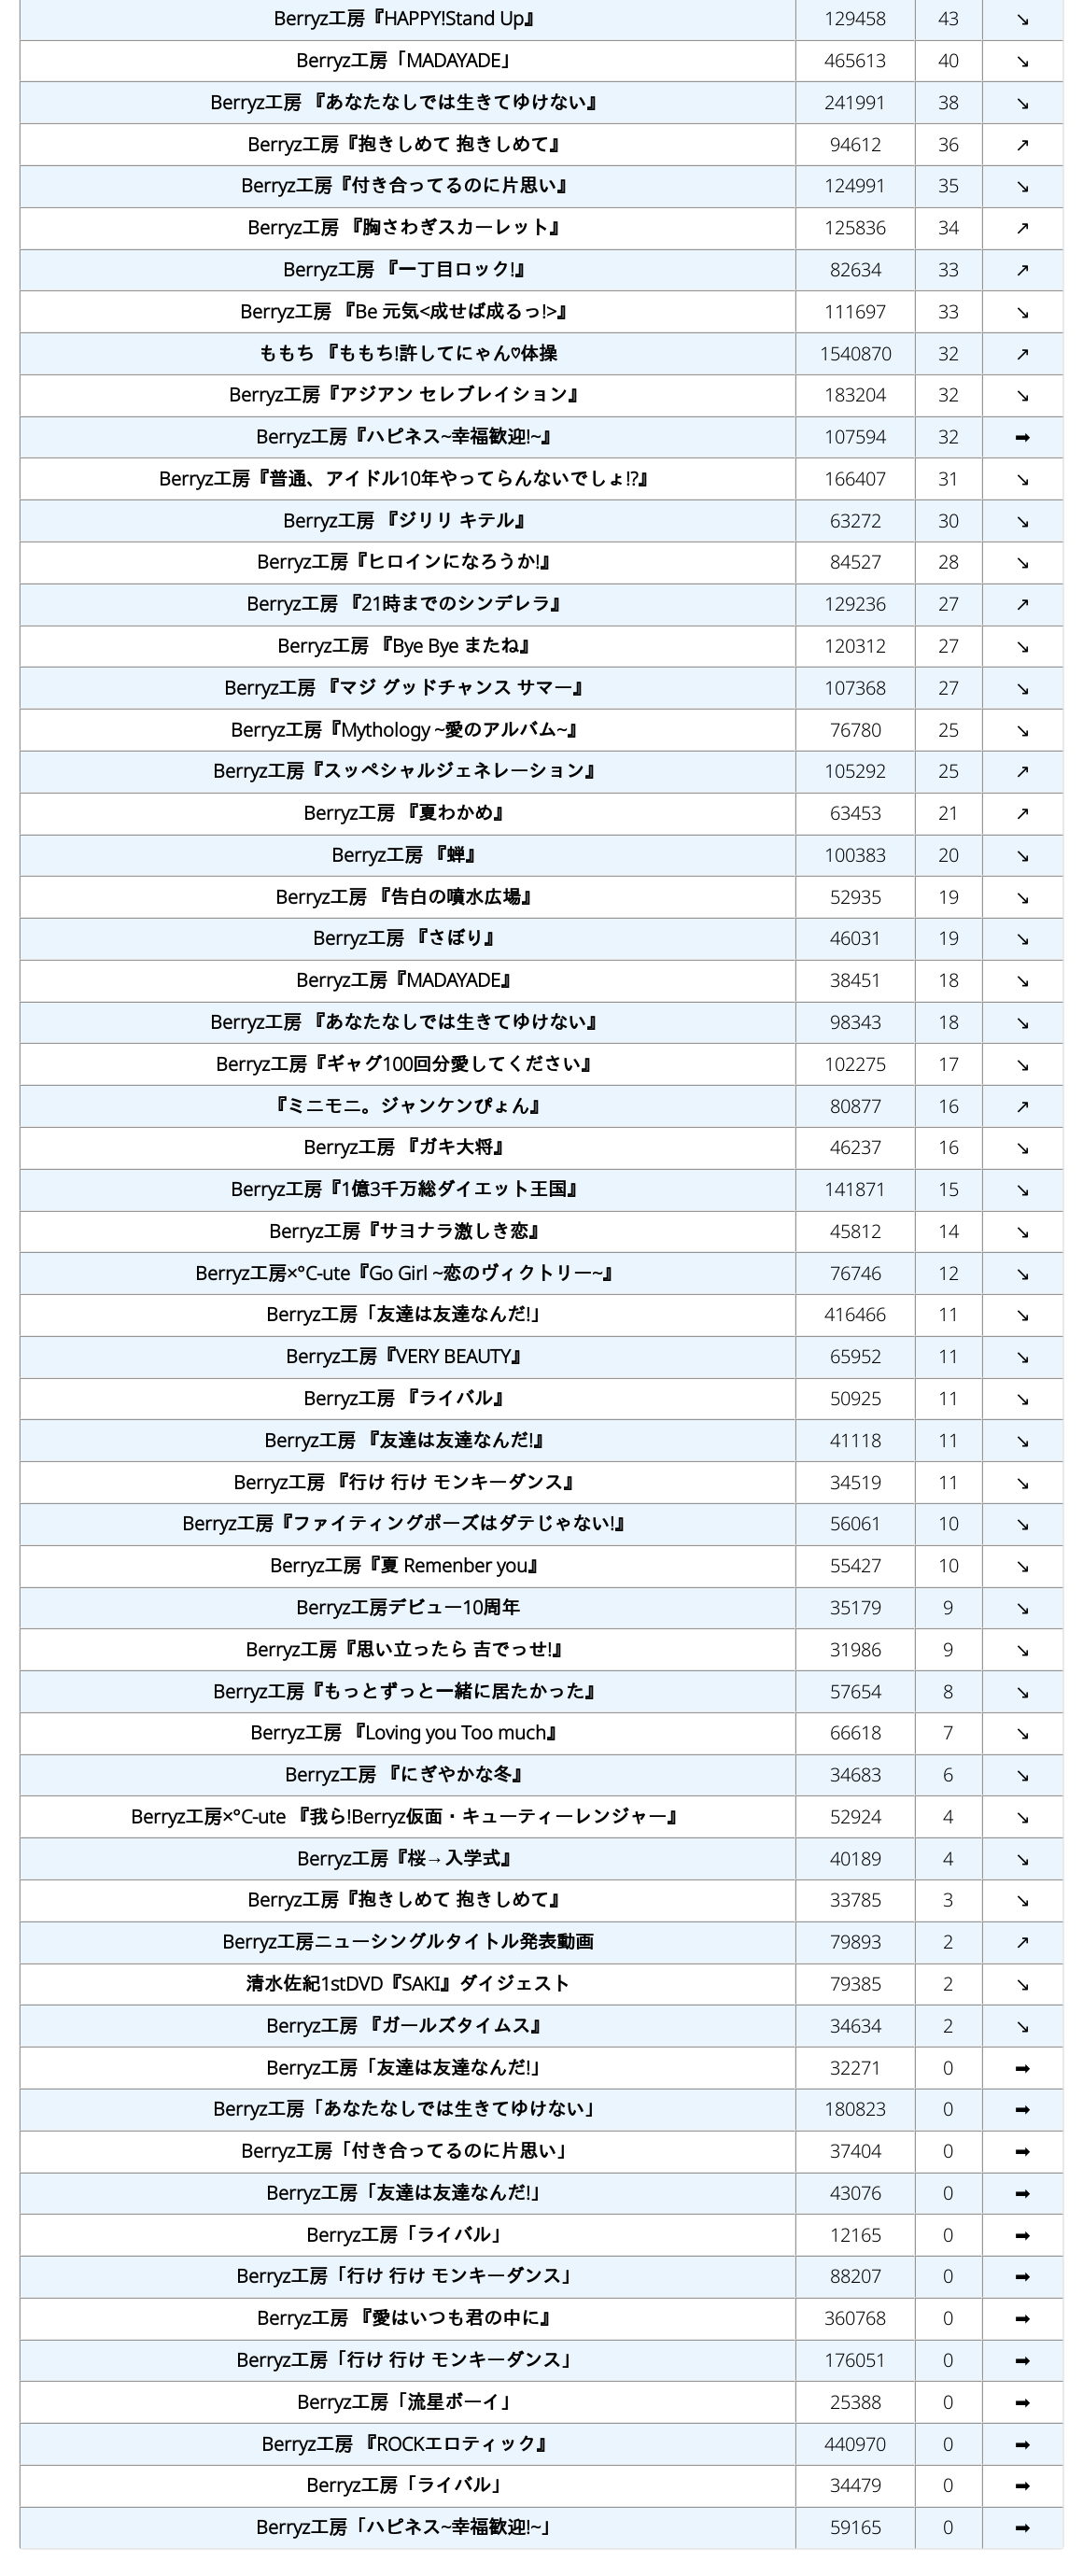 Berryz工房『HAPPY!Stand Up』 129458 43 ↘
Berryz工房「MADAYADE」 465613 40 ↘
Berryz工房 『あなたなしでは生きてゆけない』 241991 38 ↘
Berryz工房『抱きしめて 抱きしめて』 94612 36 ↗
Berryz工房『付き合ってるのに片思い』 124991 35 ↘
Berryz工房 『胸さわぎスカーレット』 125836 34 ↗
Berryz工房 『一丁目ロック!』 82634 33 ↗
Berryz工房 『Be 元気<成せば成るっ!>』 111697 33 ↘
ももち 『ももち!許してにゃん♡体操 1540870 32 ↗
Berryz工房『アジアン セレブレイション』 183204 32 ↘
Berryz工房『ハピネス~幸福歓迎!~』 107594 32 ➡
Berryz工房『普通、アイドル10年やってらんないでしょ!?』 166407 31 ↘
Berryz工房 『ジリリ キテル』 63272 30 ↘
Berryz工房『ヒロインになろうか!』 84527 28 ↘
Berryz工房 『21時までのシンデレラ』 129236 27 ↗
Berryz工房 『Bye Bye またね』 120312 27 ↘
Berryz工房 『マジ グッドチャンス サマー』 107368 27 ↘
Berryz工房『Mythology ~愛のアルバム~』 76780 25 ↘
Berryz工房『スッペシャルジェネレーション』 105292 25 ↗
Berryz工房 『夏わかめ』 63453 21 ↗
Berryz工房 『蝉』 100383 20 ↘
Berryz工房 『告白の噴水広場』 52935 19 ↘
Berryz工房 『さぼり』 46031 19 ↘
Berryz工房『MADAYADE』 38451 18 ↘
Berryz工房 『あなたなしでは生きてゆけない』 98343 18 ↘
Berryz工房『ギャグ100回分愛してください』 102275 17 ↘
『ミニモニ。ジャンケンぴょん』 80877 16 ↗
Berryz工房 『ガキ大将』 46237 16 ↘
Berryz工房『1億3千万総ダイエット王国』 141871 15 ↘
Berryz工房『サヨナラ激しき恋』 45812 14 ↘
Berryz工房×°C-ute『Go Girl ~恋のヴィクトリー~』 76746 12 ↘
Berryz工房「友達は友達なんだ!」 416466 11 ↘
Berryz工房『VERY BEAUTY』 65952 11 ↘
Berryz工房 『ライバル』 50925 11 ↘
Berryz工房 『友達は友達なんだ!』 41118 11 ↘
Berryz工房 『行け 行け モンキーダンス』 34519 11 ↘
Berryz工房『ファイティングポーズはダテじゃない!』 56061 10 ↘
Berryz工房『夏 Remenber you』 55427 10 ↘
Berryz工房デビュー10周年 35179 9 ↘
Berryz工房『思い立ったら 吉でっせ!』 31986 9 ↘
Berryz工房『もっとずっと一緒に居たかった』 57654 8 ↘
Berryz工房 『Loving you Too much』 66618 7 ↘
Berryz工房 『にぎやかな冬』 34683 6 ↘
Berryz工房×°C-ute 『我ら!Berryz仮面・キューティーレンジャー』 52924 4 ↘
Berryz工房『桜→入学式』 40189 4 ↘
Berryz工房『抱きしめて 抱きしめて』 33785 3 ↘
Berryz工房ニューシングルタイトル発表動画 79893 2 ↗
清水佐紀1stDVD『SAKI』ダイジェスト 79385 2 ↘
Berryz工房 『ガールズタイムス』 34634 2 ↘
Berryz工房「友達は友達なんだ!」 32271 0 ➡
Berryz工房「あなたなしでは生きてゆけない」 180823 0 ➡
Berryz工房「付き合ってるのに片思い」 37404 0 ➡
Berryz工房「友達は友達なんだ!」 43076 0 ➡
Berryz工房「ライバル」 12165 0 ➡
Berryz工房「行け 行け モンキーダンス」 88207 0 ➡
Berryz工房 『愛はいつも君の中に』 360768 0 ➡
Berryz工房「行け 行け モンキーダンス」 176051 0 ➡
Berryz工房「流星ボーイ」 25388 0 ➡
Berryz工房 『ROCKエロティック』 440970 0 ➡
Berryz工房「ライバル」 34479 0 ➡
Berryz工房「ハピネス~幸福歓迎!~」 59165 0 ➡